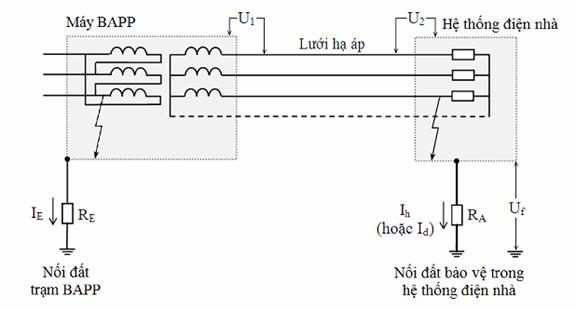 Máy BAPP
U1
Lưới hạ áp
U2
Hệ thống điện nhà
IE
RE
Ih
(hoặc Id)
RA
Uf
Nối đất
trạm BAPP
Nối đất bảo vệ trong
hệ thống điện nhà